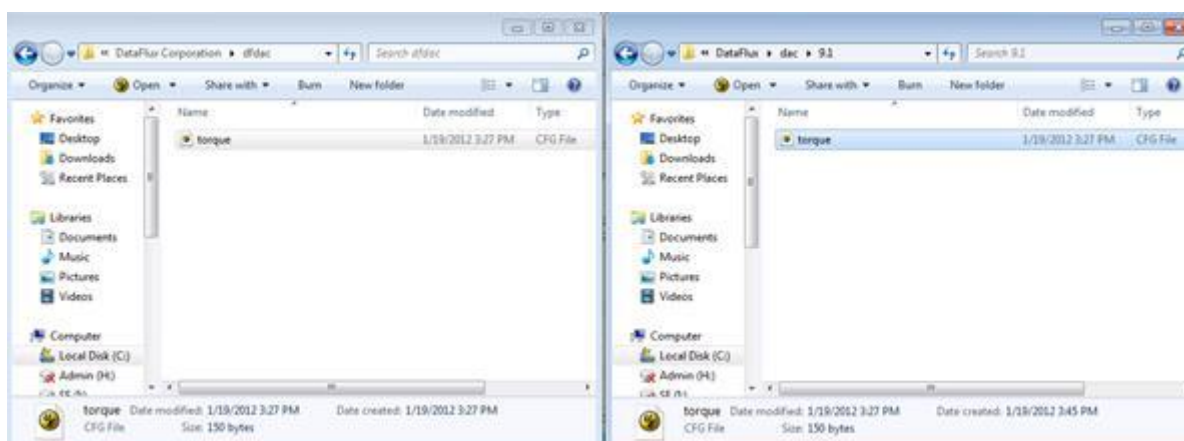 « DataFlux Corporation ▸ dfdac
Search dfdac
Organize
Open
Share with
Burn
New folder
Favorites
Desktop
Downloads
Recent Places
Libraries
Documents
Music
Pictures
Videos
Computer
Local Disk (C:)
Admin (H:)
Name
Date modified
Type
torque
1/19/2012 3:27 PM
CFG File
torque Date modified: 1/19/2012 3:27 PM Date created: 1/19/2012 3:27 PM
CFG File Size: 150 bytes
« DataFlux ▸ dac ▸ 9.1
Search 9.1
Organize
Open
Share with
Burn
New folder
Favorites
Desktop
Downloads
Recent Places
Libraries
Documents
Music
Pictures
Videos
Computer
Local Disk (C:)
Admin (H:)
Name
Date modified
Type
torque
1/19/2012 3:27 PM
CFG File
torque Date modified: 1/19/2012 3:27 PM Date created: 1/19/2012 3:45 PM
CFG File Size: 150 bytes